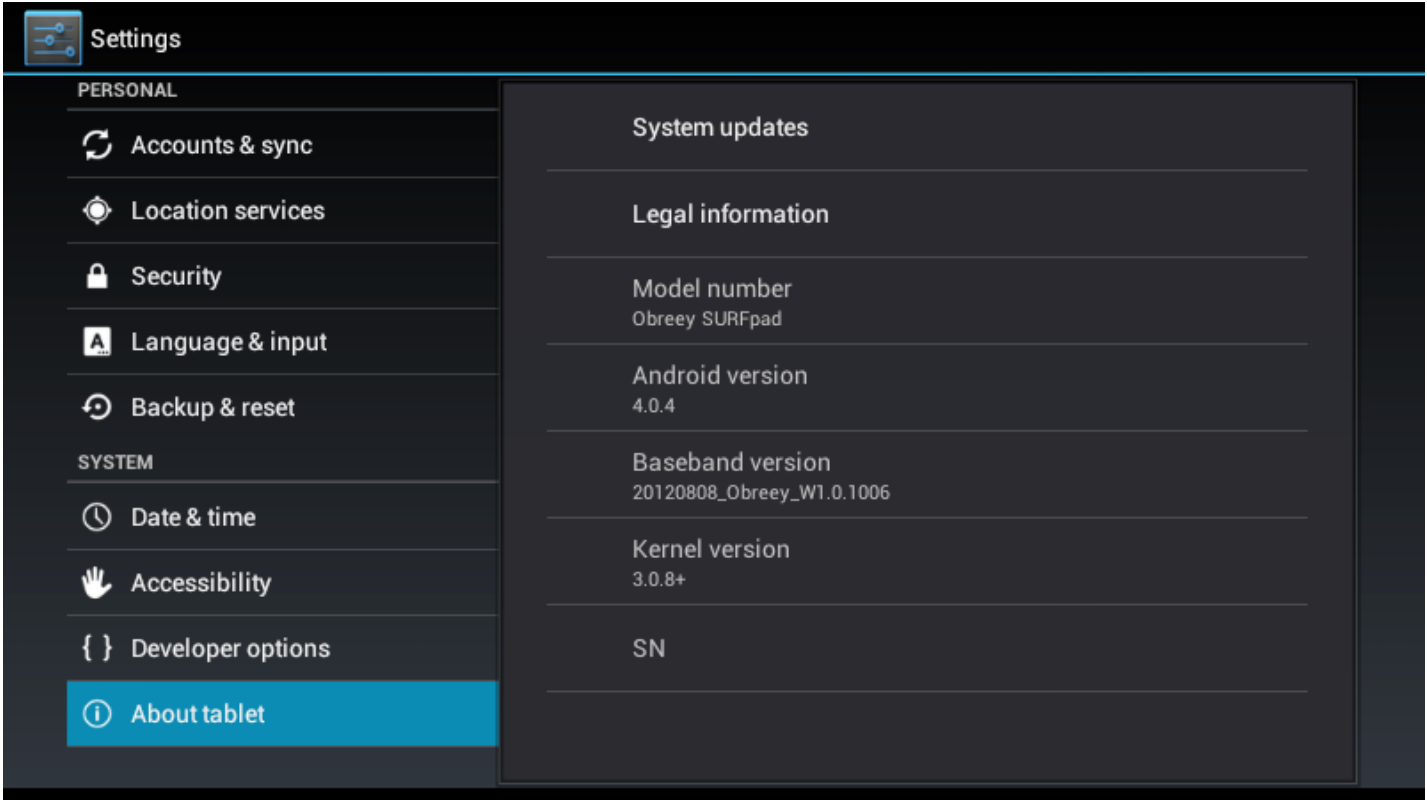 Settings
PERSONAL
Accounts & sync
Location services
Security
Language & input
Backup & reset
SYSTEM
Date & time
Accessibility
{ } Developer options
About tablet
System updates
Legal information
Model number
Obreey SURFpad
Android version
4.0.4
Baseband version
20120808_Obreey_W1.0.1006
Kernel version
3.0.8+
SN